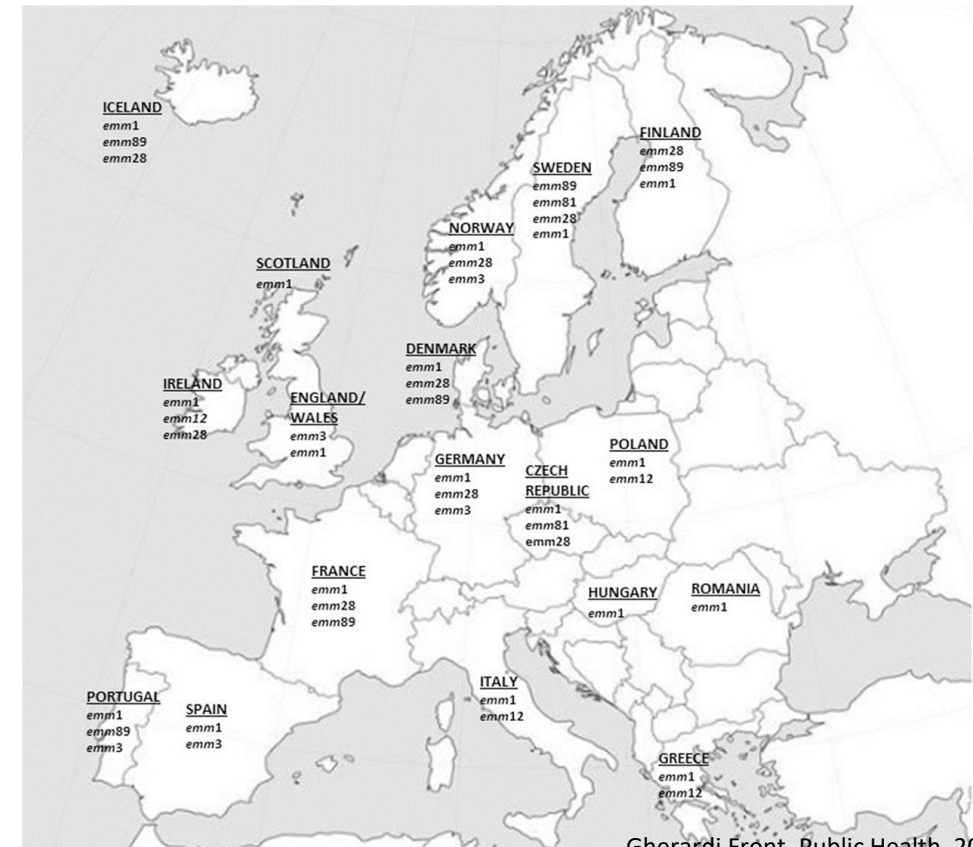 ICELAND
emm1
emm89
emm28
FINLAND
emm28
emm89
emm1
SWEDEN
emm89
emm81
emm28
emm1
NORWAY
emm1
emm28
emm3
SCOTLAND
emm1
DENMARK
emm1
emm28
emm89
IRELAND
emm1
emm12
emm28
ENGLAND/
WALES
emm3
emm1
POLAND
emm1
emm12
GERMANY
emm1
emm28
emm3
CZECH
REPUBLIC
emm1
emm81
emm28
FRANCE
emm1
emm28
emm89
HUNGARY
emm1
ROMANIA
emm1
ITALY
emm1
emm12
PORTUGAL
emm1
emm89
emm3
SPAIN
emm1
emm3
GREECE
emm1
emm12
Gherardi Front. Public Health.